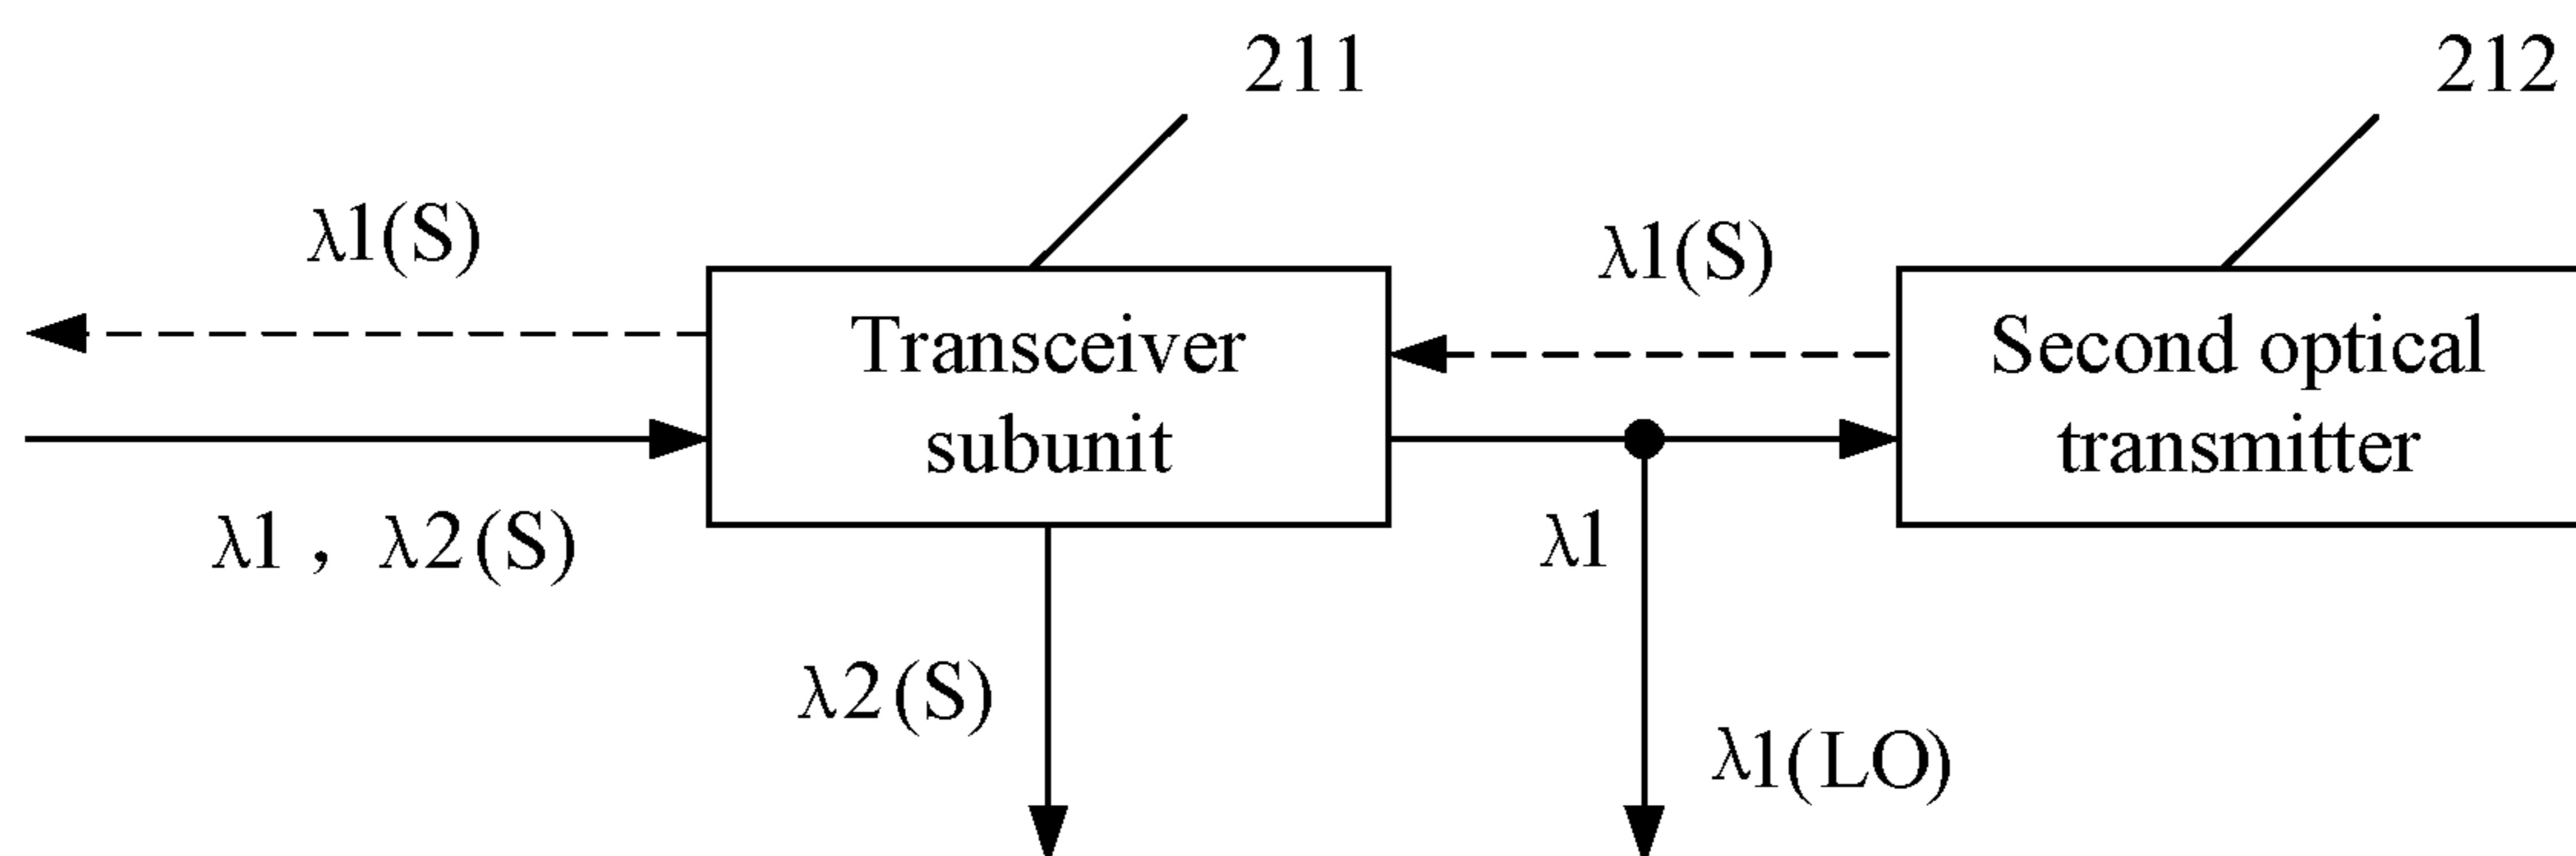 211
212
λ1(S)
λ1(S)
Transceiver
subunit
Second optical
transmitter
λ1 , λ2(S)
λ1
λ2(S)
λ1(LO)